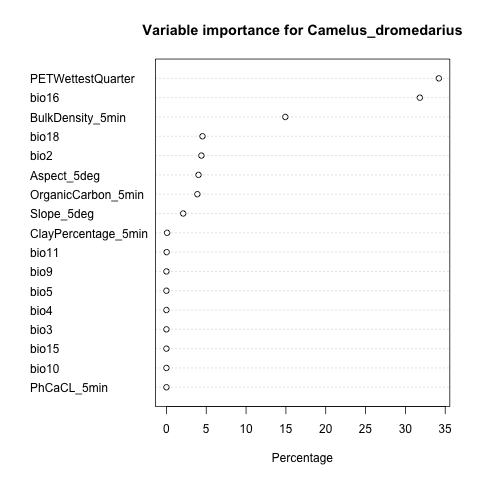 Variable importance for Camelus_dromedarius
PETWettestQuarter
bio16
BulkDensity_5min
bio18
bio2
Aspect_5deg
OrganicCarbon_5min
Slope_5deg
ClayPercentage_5min
bio11
bio9
bio5
bio4
bio3
bio15
bio10
PhCaCL_5min
0 5 10 15 20 25 30 35
Percentage